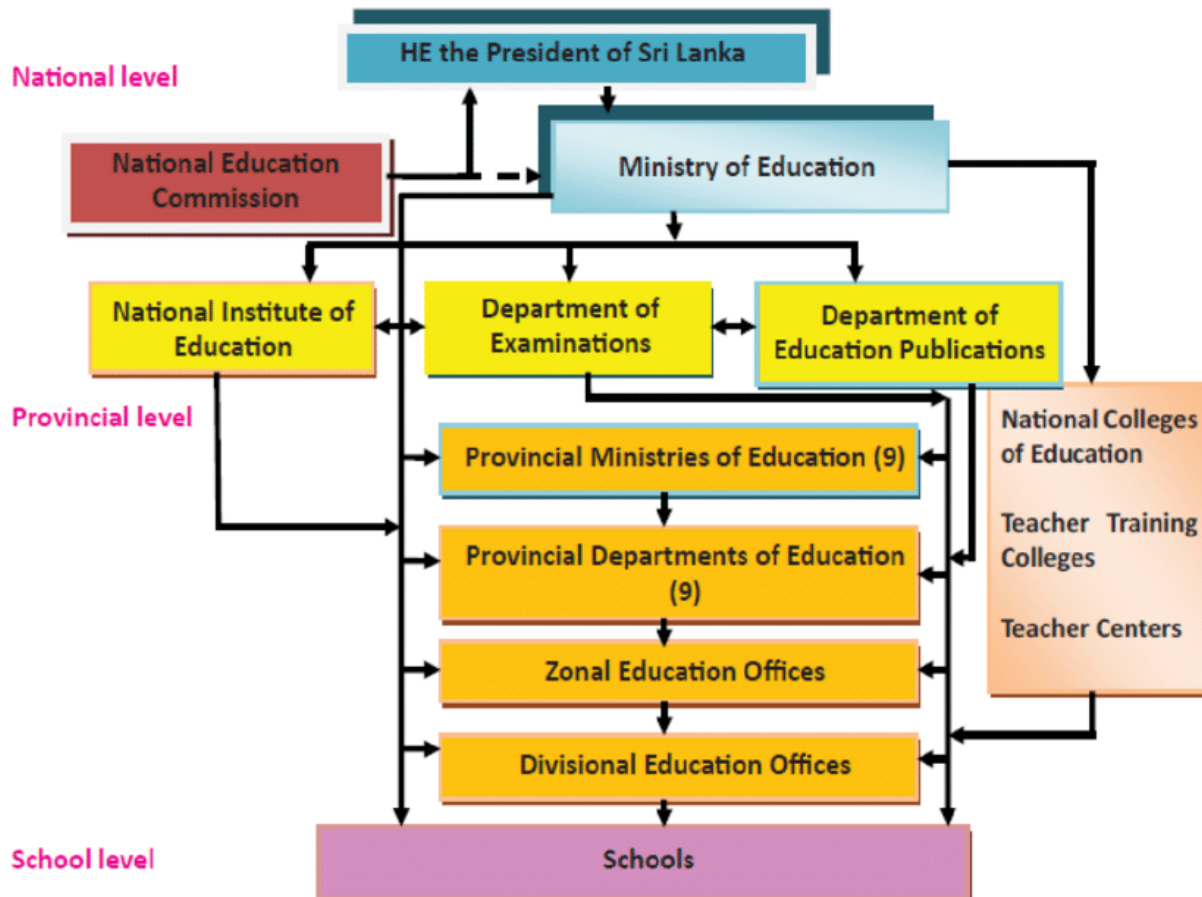 HE the President of Sri Lanka
National level
National Education
Commission
Ministry of Education
National Institute of
Education
Department of
Examinations
Department of
Education Publications
Provincial level
National Colleges
of Education
Teacher Training
Colleges
Teacher Centers
Provincial Ministries of Education (9)
Provincial Departments of Education
(9)
Zonal Education Offices
Divisional Education Offices
School level
Schools